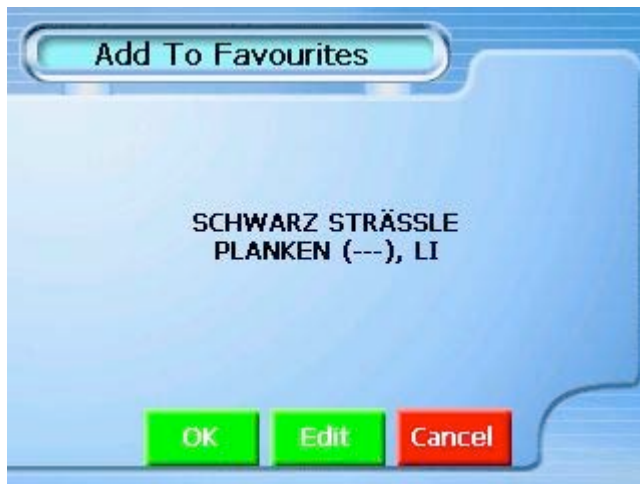 Add To Favourites
SCHWARZ STRÄSSLE
PLANKEN (---), LI
OK Edit Cancel